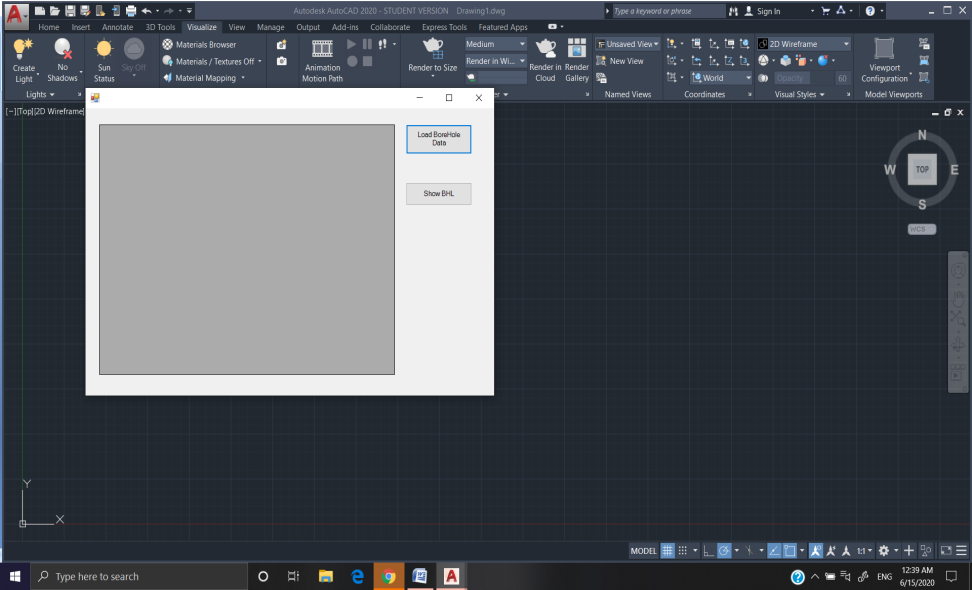 Autodesk AutoCAD 2020 - STUDENT VERSION Drawing1.dwg
Type a keyword or phrase
Sign In
Home Insert Annotate 3D Tools Visualize View Manage Output Add-ins Collaborate Express Tools Featured Apps
Create Light
No Shadows
Sun Status
Sky Off
Materials Browser
Materials / Textures Off
Material Mapping
Animation Motion Path
Render to Size
Medium
Render in Wi...
Render in Cloud
Render Gallery
Unsaved View
New View
World
2D Wireframe
Opacity 60
Viewport Configuration
Lights
Named Views
Coordinates
Visual Styles
Model Viewports
[-][Top][2D Wireframe]
Load BoreHole
Data
Show BHL
N
W TOP E
S
WCS
Y
X
MODEL
1:1
Type here to search
ENG
12:39 AM
6/15/2020